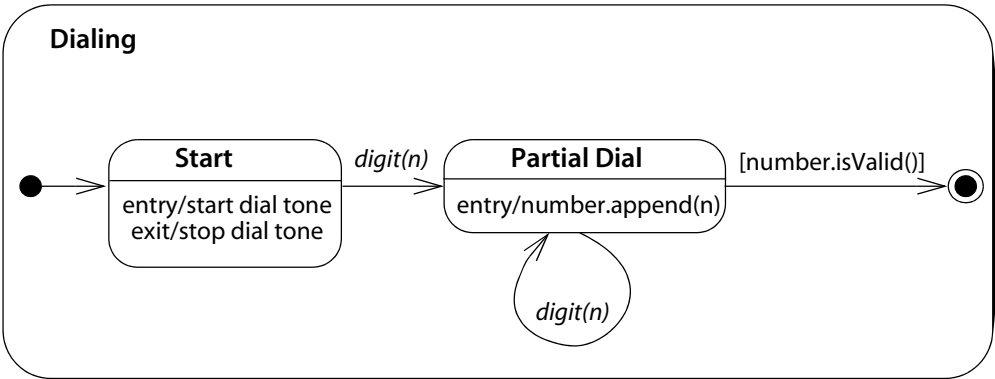 Dialing
Start
entry/start dial tone
exit/stop dial tone
digit(n)
Partial Dial
entry/number.append(n)
digit(n)
[number.isValid()]